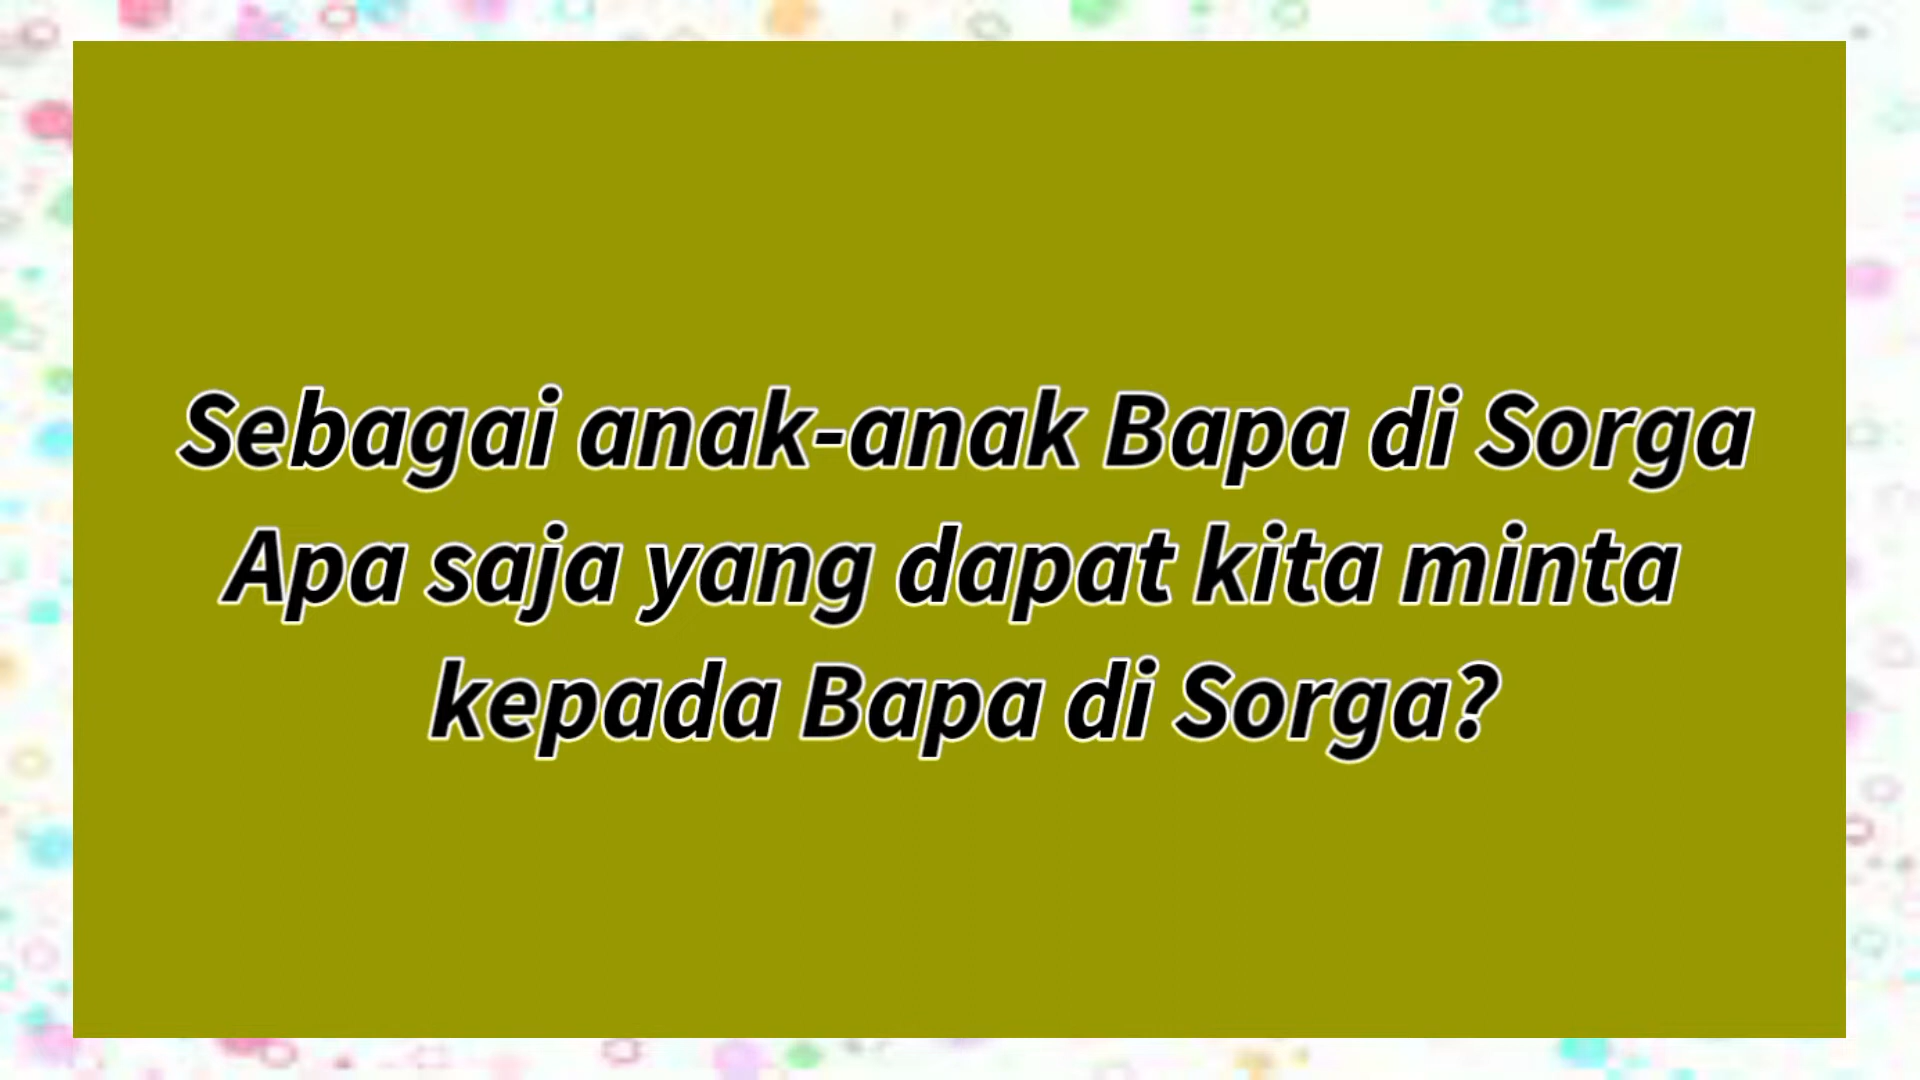 Sebagai anak-anak Bapa di Sorga
Apa saja yang dapat kita minta
kepada Bapa di Sorga?